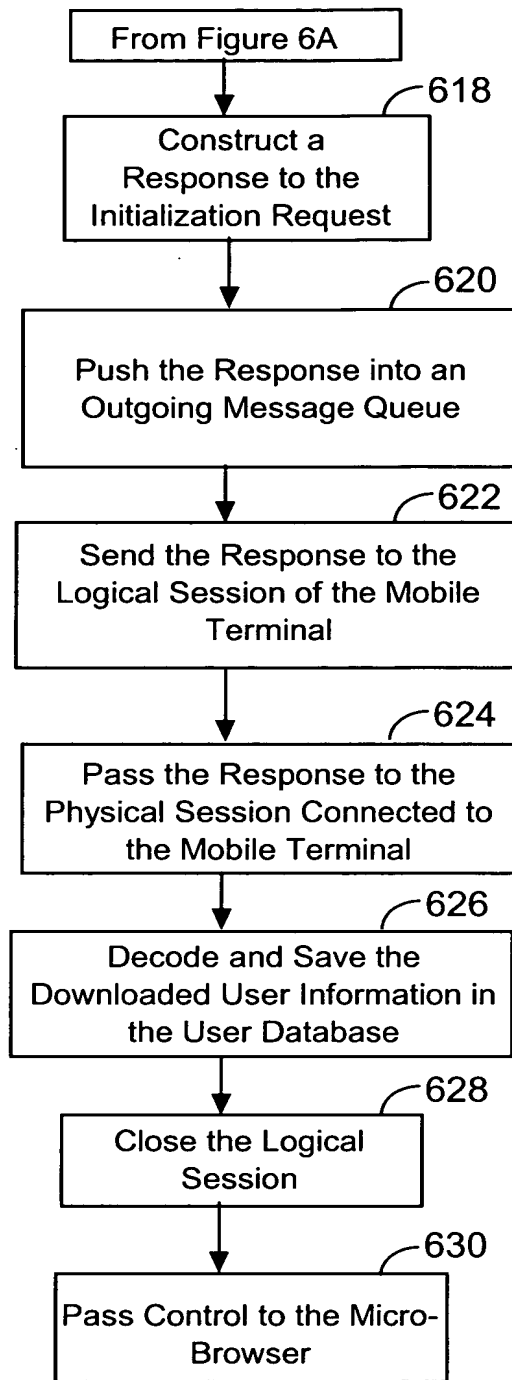 From Figure 6A
618
Construct a
Response to the
Initialization Request
620
Push the Response into an
Outgoing Message Queue
622
Send the Response to the
Logical Session of the Mobile
Terminal
624
Pass the Response to the
Physical Session Connected to
the Mobile Terminal
626
Decode and Save the
Downloaded User Information in
the User Database
628
Close the Logical
Session
630
Pass Control to the Micro-
Browser